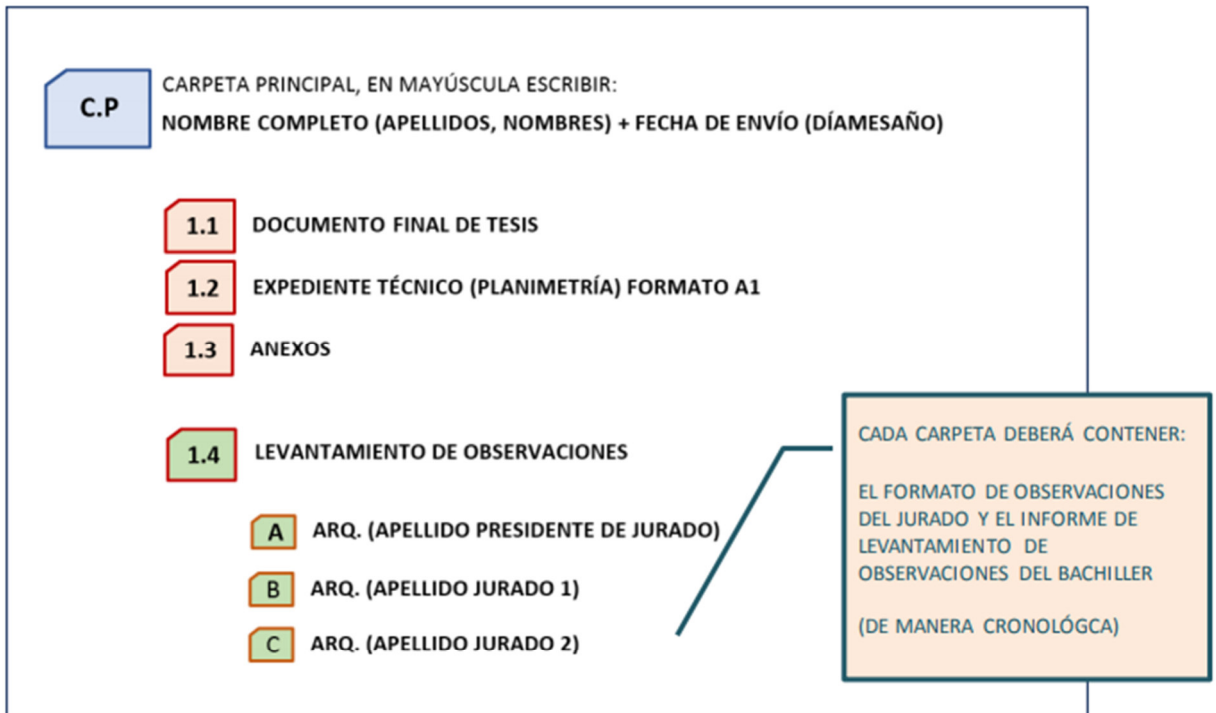 C.P
CARPETA PRINCIPAL, EN MAYÚSCULA ESCRIBIR:
NOMBRE COMPLETO (APELLIDOS, NOMBRES) + FECHA DE ENVÍO (DÍAMESAÑO)
1.1 DOCUMENTO FINAL DE TESIS
1.2 EXPEDIENTE TÉCNICO (PLANIMETRÍA) FORMATO A1
1.3 ANEXOS
1.4 LEVANTAMIENTO DE OBSERVACIONES
A ARQ. (APELLIDO PRESIDENTE DE JURADO)
B ARQ. (APELLIDO JURADO 1)
C ARQ. (APELLIDO JURADO 2)
CADA CARPETA DEBERÁ CONTENER:
EL FORMATO DE OBSERVACIONES
DEL JURADO Y EL INFORME DE
LEVANTAMIENTO DE
OBSERVACIONES DEL BACHILLER
(DE MANERA CRONOLÓGCA)